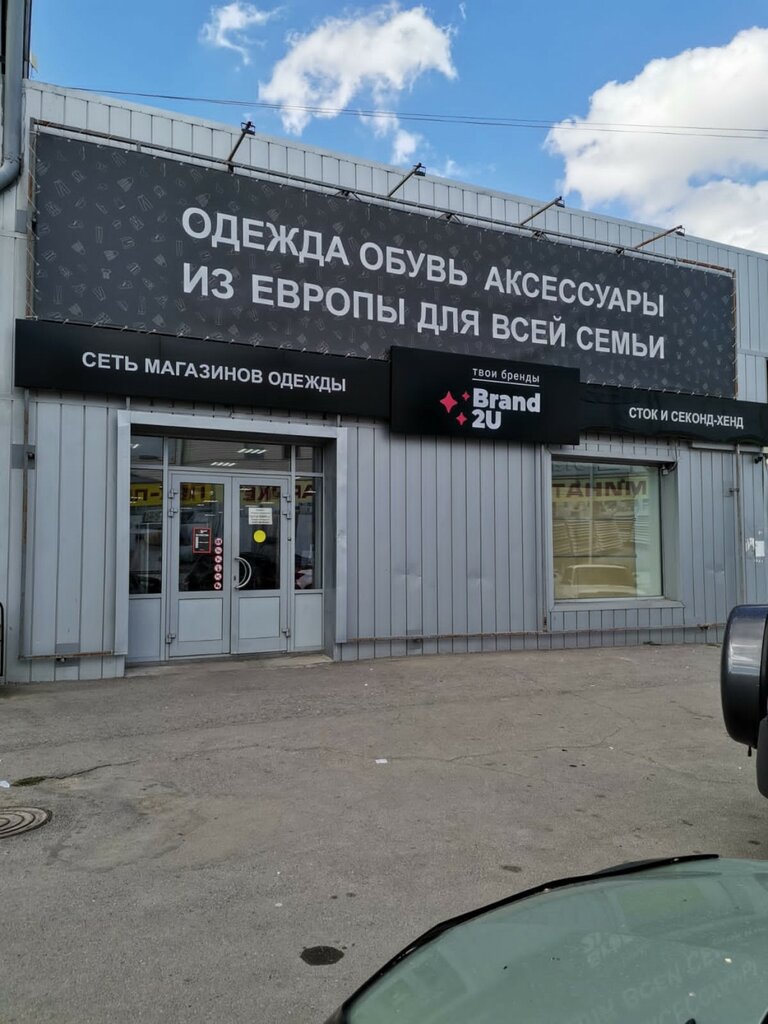 ОДЕЖДА ОБУВЬ АКСЕССУАРЫ
ИЗ ЕВРОПЫ ДЛЯ ВСЕЙ СЕМЬИ
СЕТЬ МАГАЗИНОВ ОДЕЖДЫ
твои бренды
Brand
2U
СТОК И СЕКОНД-ХЕНД